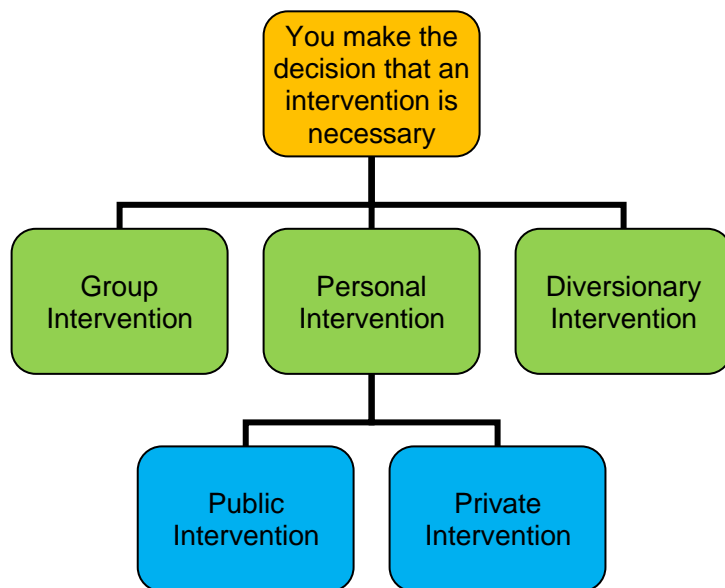 You make the
decision that an
intervention is
necessary
Group
Intervention
Personal
Intervention
Diversionary
Intervention
Public
Intervention
Private
Intervention